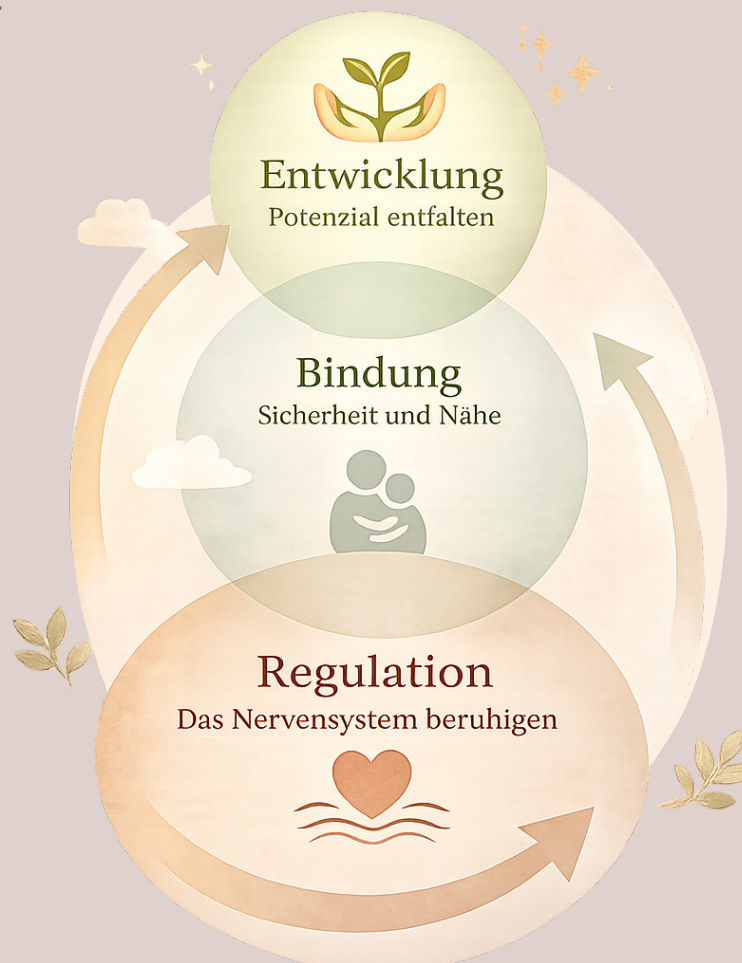 Entwicklung
Potenzial entfalten
Bindung
Sicherheit und Nähe
Regulation
Das Nervensystem beruhigen